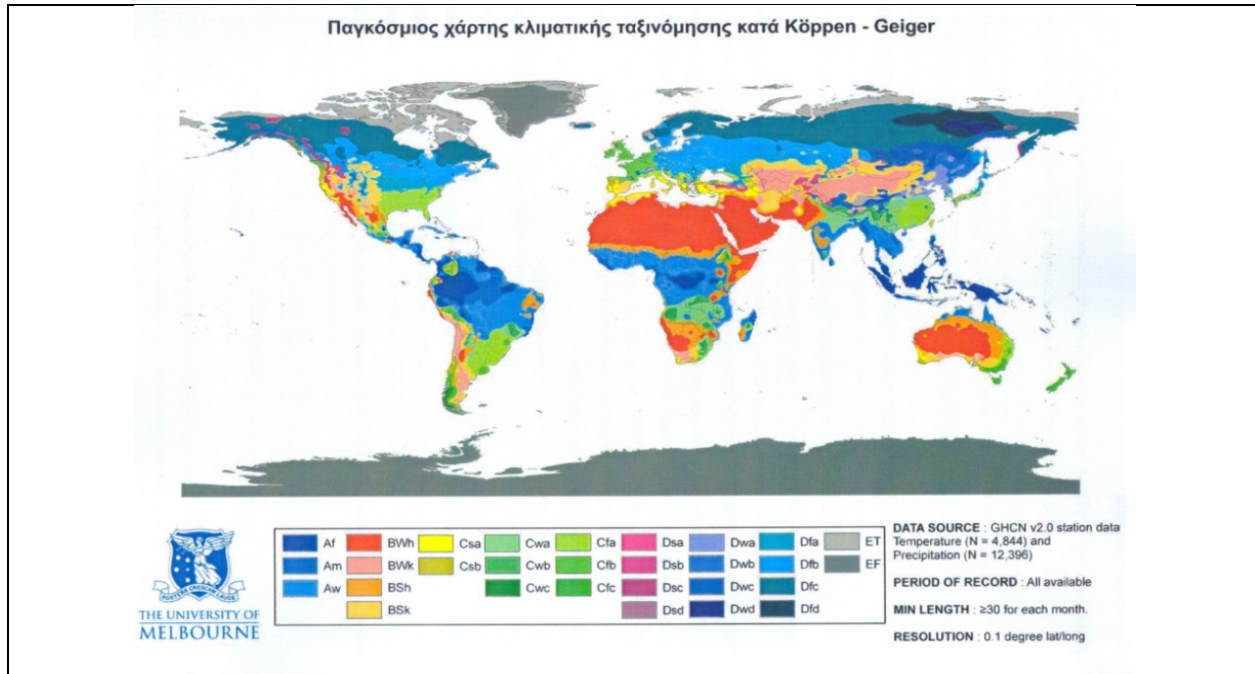 Παγκόσμιος χάρτης κλιματικής ταξινόμησης κατά Köppen - Geiger
THE UNIVERSITY OF
MELBOURNE
Af BWh Csa Cwa Cfa Dsa Dwa Dfa ET
Am BWk Csb Cwb Cfb Dsb Dwb Dfb EF
Aw BSh Cwc Cfc Dsc Dwc Dfc
BSk Dsd Dwd Dfd
DATA SOURCE : GHCN v2.0 station data
Temperature (N = 4,844) and
Precipitation (N = 12,396)
PERIOD OF RECORD : All available
MIN LENGTH : ≥30 for each month.
RESOLUTION : 0.1 degree lat/long